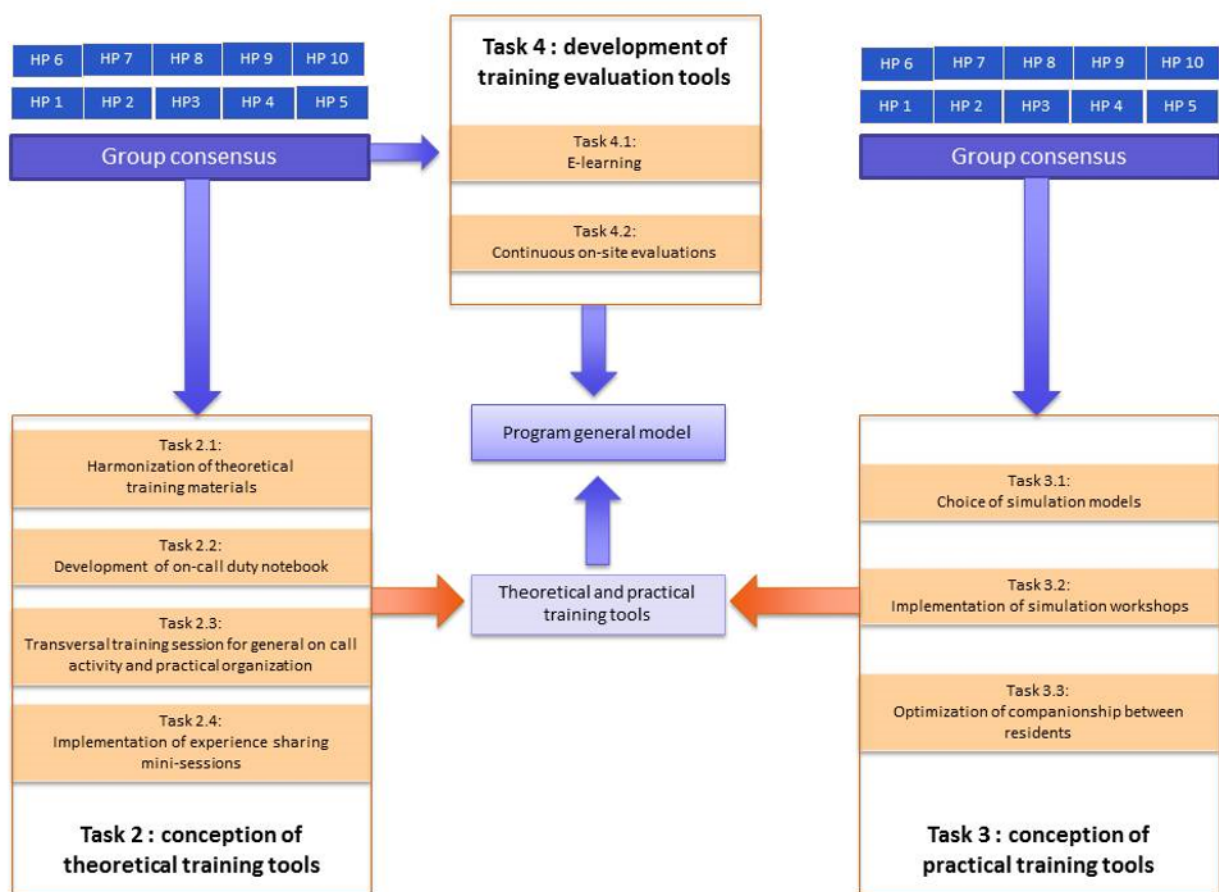 HP 6 HP 7 HP 8 HP 9 HP 10
HP 1 HP 2 HP3 HP 4 HP 5
Group consensus
Task 4 : development of
training evaluation tools
Task 4.1:
E-learning
Task 4.2:
Continuous on-site evaluations
HP 6 HP 7 HP 8 HP 9 HP 10
HP 1 HP 2 HP3 HP 4 HP 5
Group consensus
Program general model
Theoretical and practical
training tools
Task 2.1:
Harmonization of theoretical
training materials
Task 2.2:
Development of on-call duty notebook
Task 2.3:
Transversal training session for general on call
activity and practical organization
Task 2.4:
Implementation of experience sharing
mini-sessions
Task 2 : conception of
theoretical training tools
Task 3.1:
Choice of simulation models
Task 3.2:
Implementation of simulation workshops
Task 3.3:
Optimization of companionship between
residents
Task 3 : conception of
practical training tools